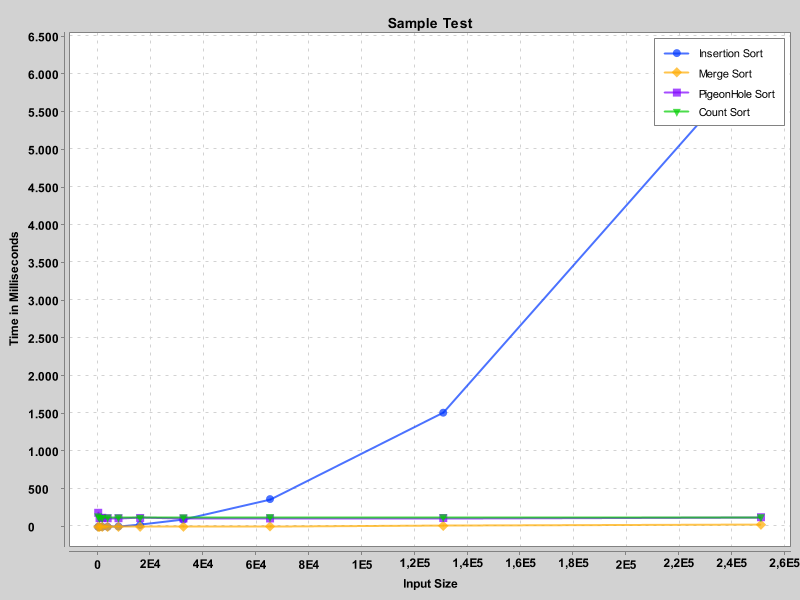 Sample Test
6.500
6.000
5.500
5.000
4.500
4.000
3.500
3.000
2.500
2.000
1.500
1.000
500
0
Time in Milliseconds
Insertion Sort
Merge Sort
PigeonHole Sort
Count Sort
0 2E4 4E4 6E4 8E4 1E5 1,2E5 1,4E5 1,6E5 1,8E5 2E5 2,2E5 2,4E5 2,6E5
Input Size